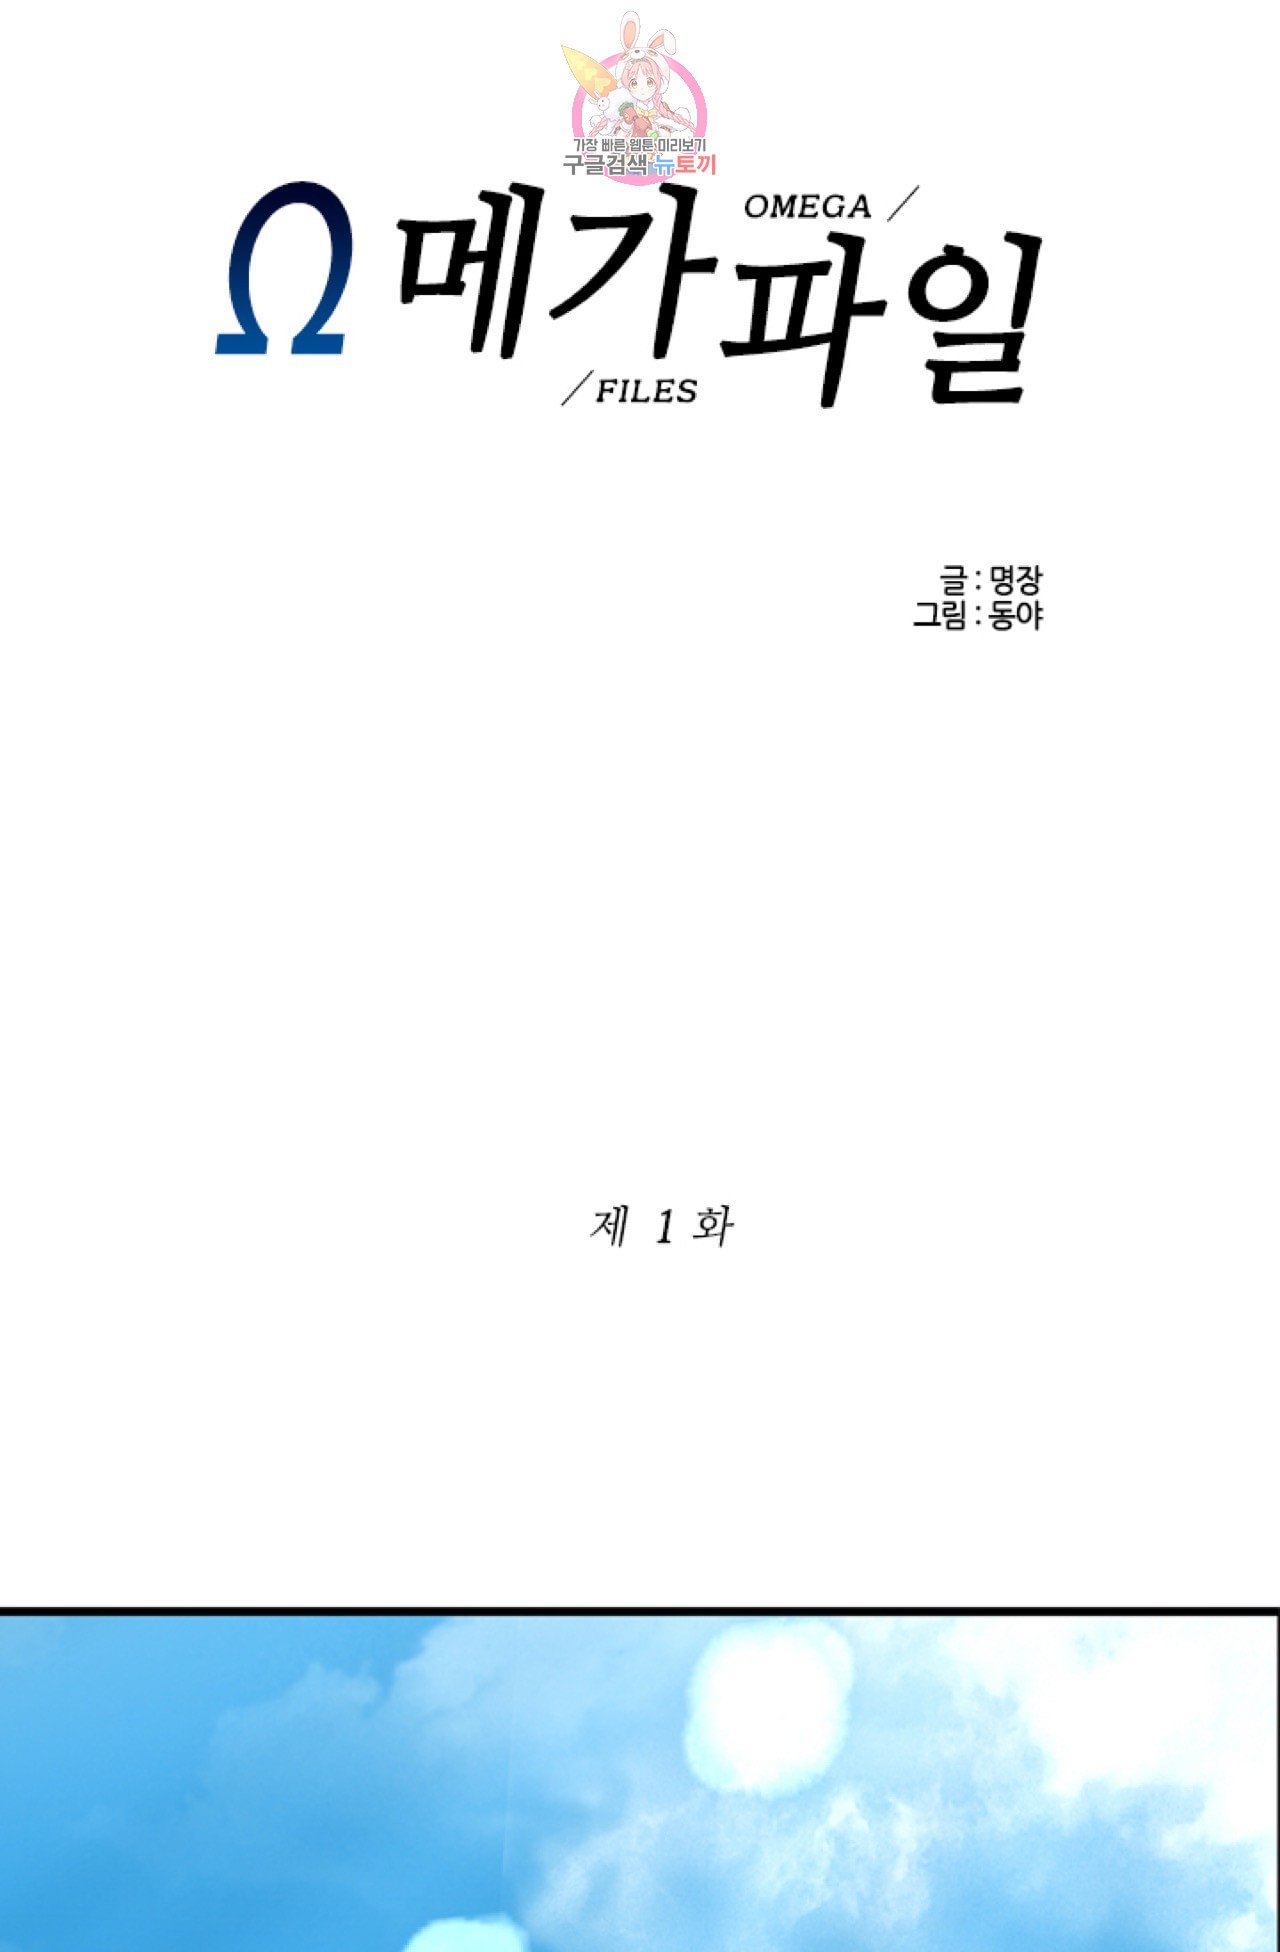 가장 빠른 웹툰 미리보기
구글검색 뉴토끼
Ω메가파일
OMEGA
FILES
글 : 명장
그림 : 동야
제 1 화